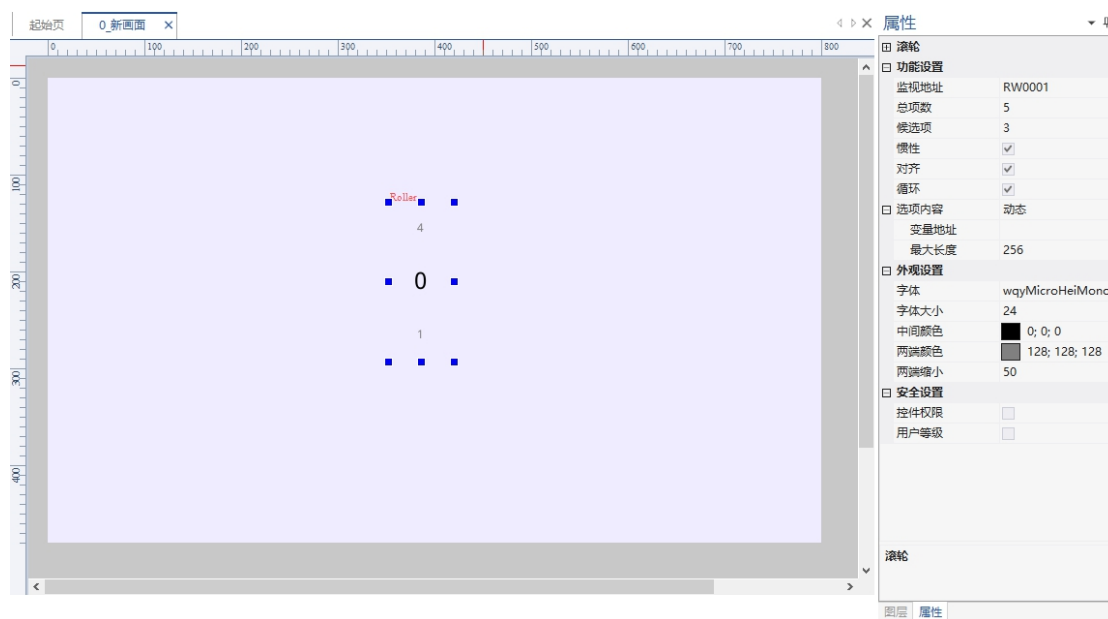 起始页 0_新画面
属性
0 100 200 300 400 500 600 700 800
滚轮
功能设置
监视地址 RW0001
总项数 5
候选项 3
惯性
对齐
循环
选项内容 动态
变量地址
最大长度 256
外观设置
字体 wqyMicroHeiMono
字体大小 24
中间颜色 0; 0; 0
两端颜色 128; 128; 128
两端缩小 50
安全设置
控件权限
用户等级
0
100
200
300
400
Roller
4
0
1
滚轮
图层 属性